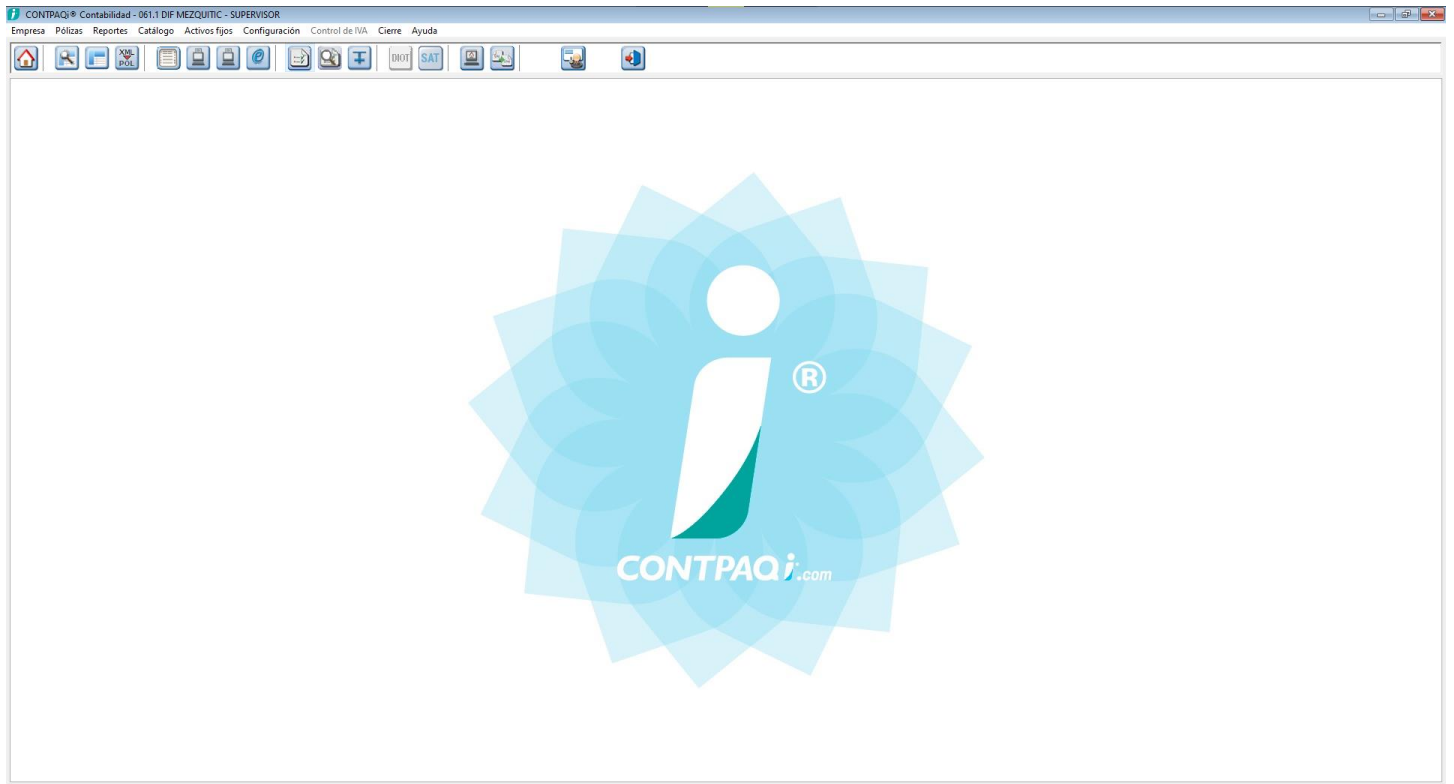 CONTPAQi® Contabilidad - 061.1 DIF MEZQUITIC - SUPERVISOR
Empresa Pólizas Reportes Catálogo Activos fijos Configuración Control de IVA Cierre Ayuda
XML POL DIOT SAT
®
CONTPAQi.com